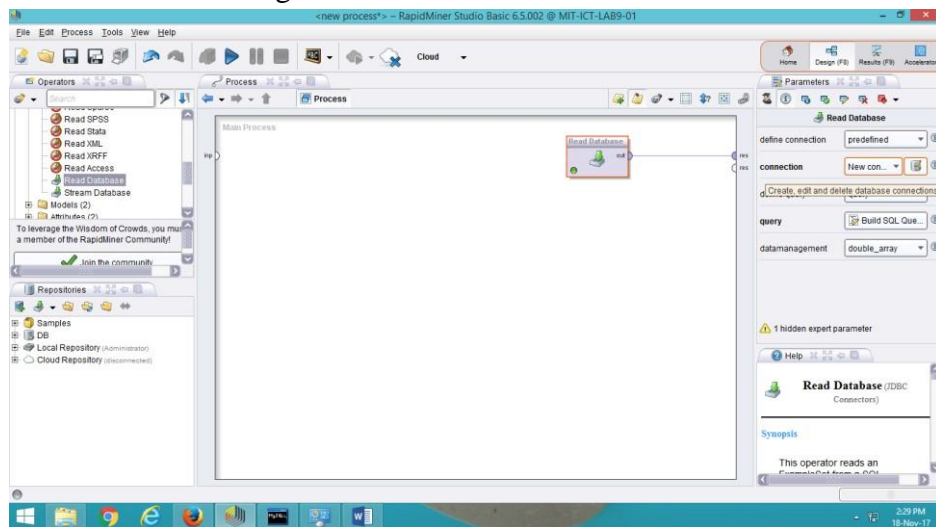 <new process*> – RapidMiner Studio Basic 6.5.002 @ MIT-ICT-LAB9-01
File Edit Process Tools View Help
Cloud
Home Design (F8) Results (F9) Accelerator
Operators
Search
Read SPSS
Read Stata
Read XML
Read XRFF
Read Access
Read Database
Stream Database
Models (2)
Attributes (2)
To leverage the Wisdom of Crowds, you mus
a member of the RapidMiner Community!
Join the community
Repositories
Samples
DB
Local Repository (Administrator)
Cloud Repository (disconnected)
Process
Process
Main Process
inp
Read Database
out
res
res
Parameters
Read Database
define connection predefined
connection New con...
Create, edit and delete database connections
query Build SQL Que...
datamanagement double_array
1 hidden expert parameter
Help
Read Database (JDBC
Connectors)
Synopsis
This operator reads an
2:29 PM
18-Nov-17